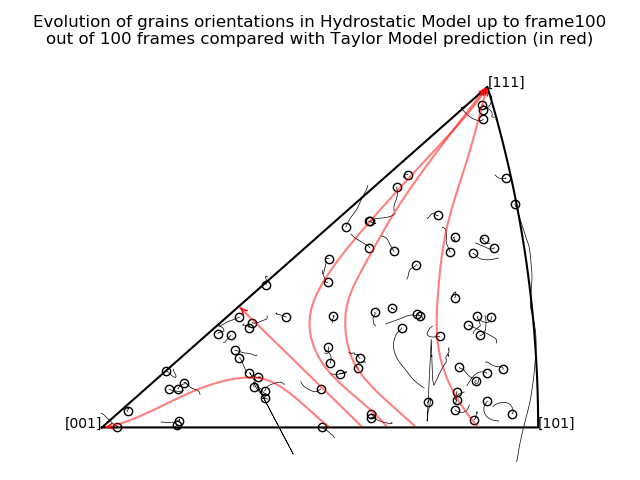 Evolution of grains orientations in Hydrostatic Model up to frame100
out of 100 frames compared with Taylor Model prediction (in red)
[111]
[001]
[101]